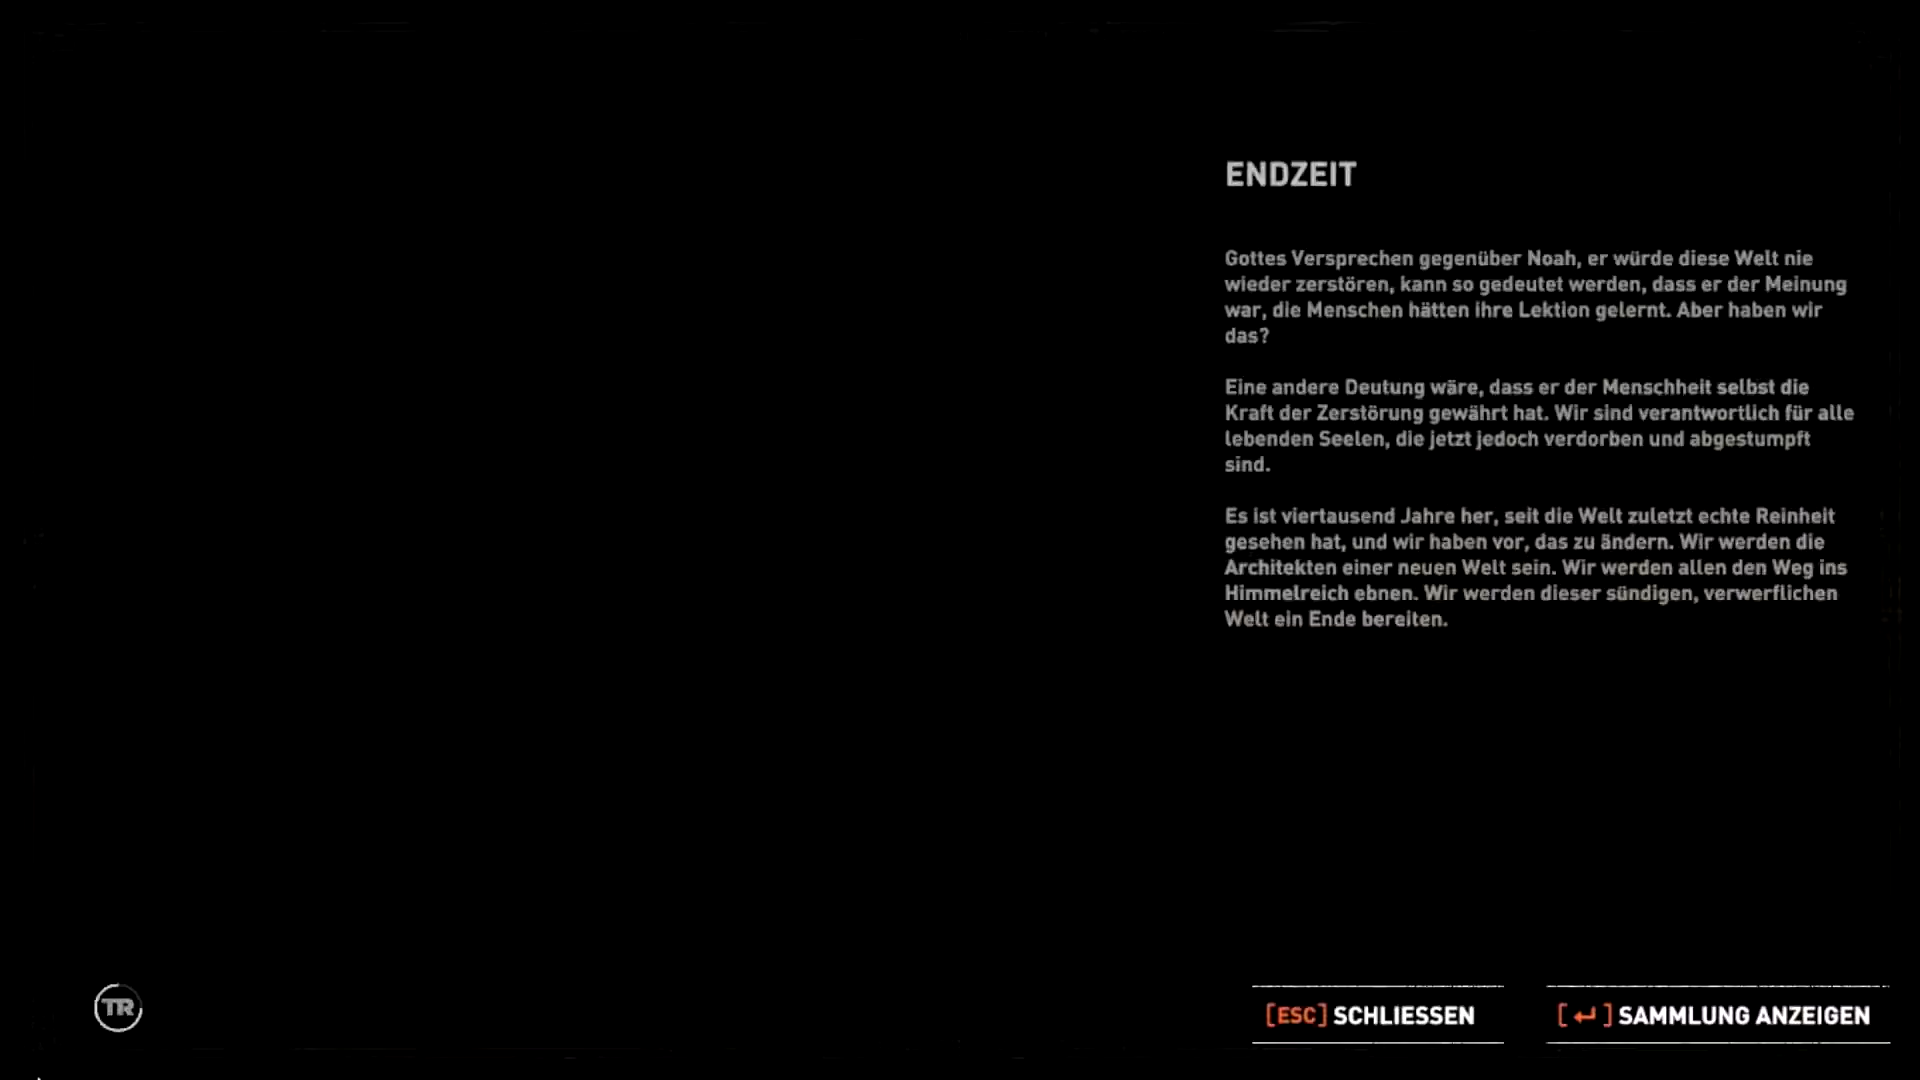 ENDZEIT
Gottes Versprechen gegenüber Noah, er würde diese Welt nie
wieder zerstören, kann so gedeutet werden, dass er der Meinung
war, die Menschen hätten ihre Lektion gelernt. Aber haben wir
das?
Eine andere Deutung wäre, dass er der Menschheit selbst die
Kraft der Zerstörung gewährt hat. Wir sind verantwortlich für alle
lebenden Seelen, die jetzt jedoch verdorben und abgestumpft
sind.
Es ist viertausend Jahre her, seit die Welt zuletzt echte Reinheit
gesehen hat, und wir haben vor, das zu ändern. Wir werden die
Architekten einer neuen Welt sein. Wir werden allen den Weg ins
Himmelreich ebnen. Wir werden dieser sündigen, verwerflichen
Welt ein Ende bereiten.
TR
[ESC] SCHLIESSEN
[↵] SAMMLUNG ANZEIGEN